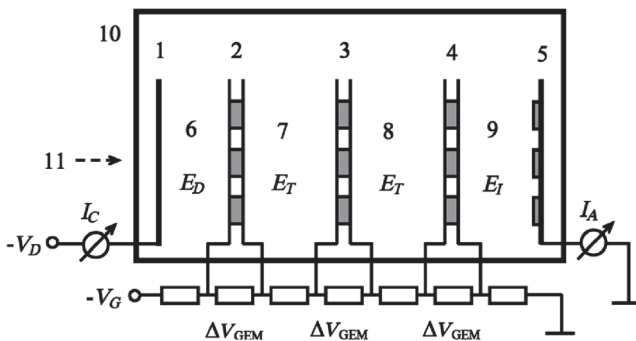 10
1 2 3 4 5
6 7 8 9
11
E_D E_T E_T E_I
I_C I_A
-V_D
-V_G
ΔV_GEM ΔV_GEM ΔV_GEM